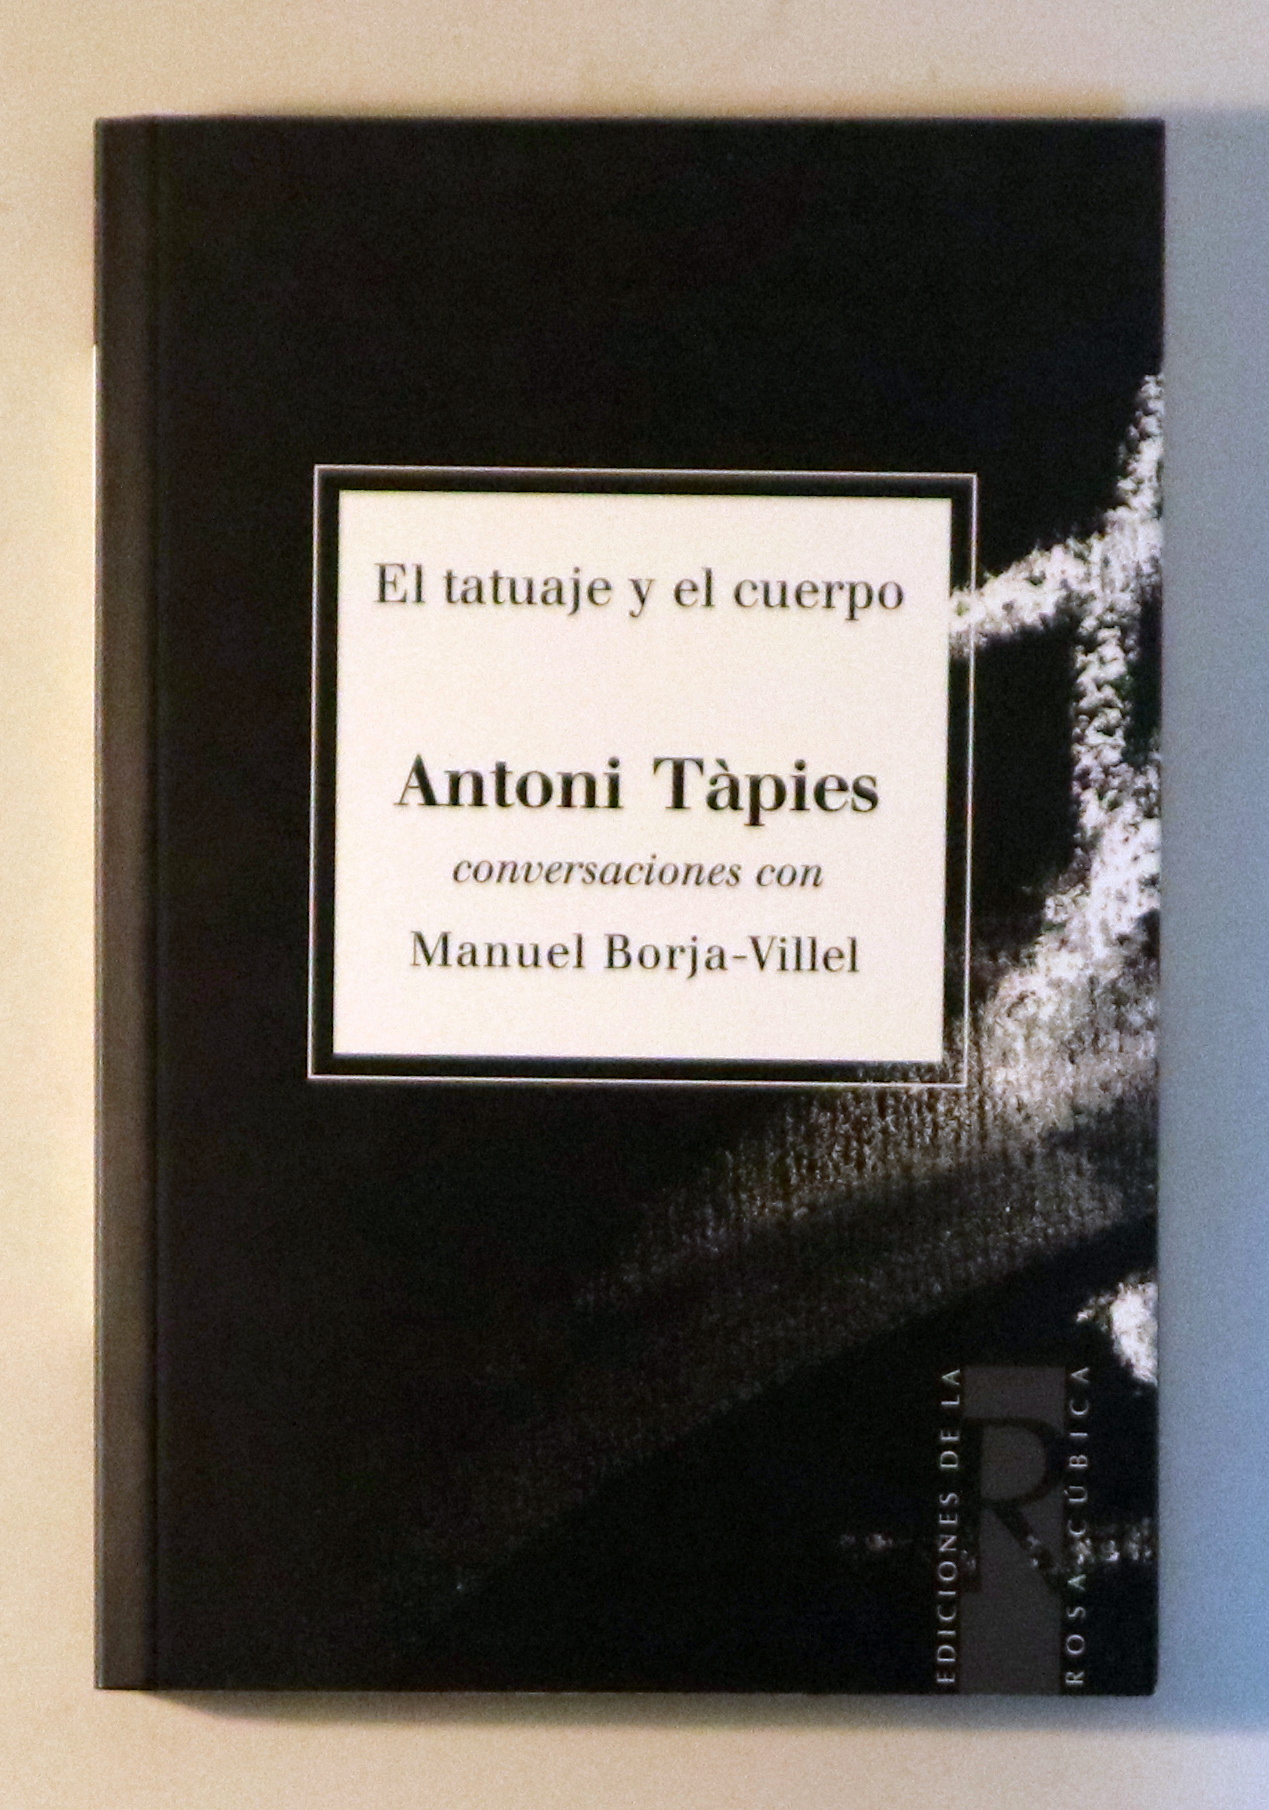 El tatuaje y el cuerpo
Antoni Tàpies
conversaciones con
Manuel Borja-Villel
EDICIONES DE LA
R
ROSA CÚBICA